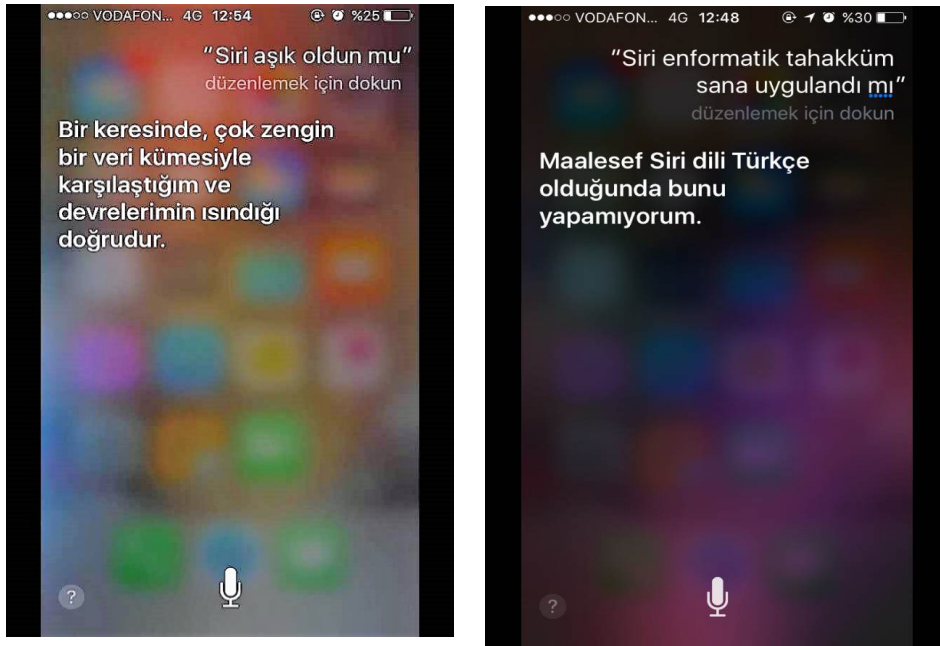 ●●●○○ VODAFON... 4G 12:54 %25
"Siri aşık oldun mu"
düzenlemek için dokun
Bir keresinde, çok zengin
bir veri kümesiyle
karşılaştığım ve
devrelerimin ısındığı
doğrudur.
?
●●●○○ VODAFON... 4G 12:48 %30
"Siri enformatik tahakküm
sana uygulandı mı"
düzenlemek için dokun
Maalesef Siri dili Türkçe
olduğunda bunu
yapamıyorum.
?